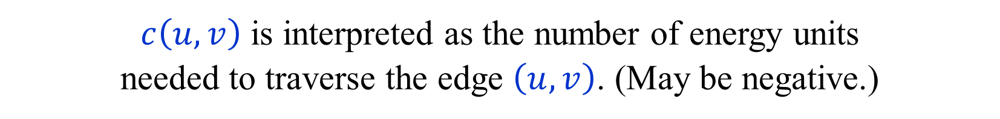 c(u, v) is interpreted as the number of energy units
needed to traverse the edge (u, v). (May be negative.)